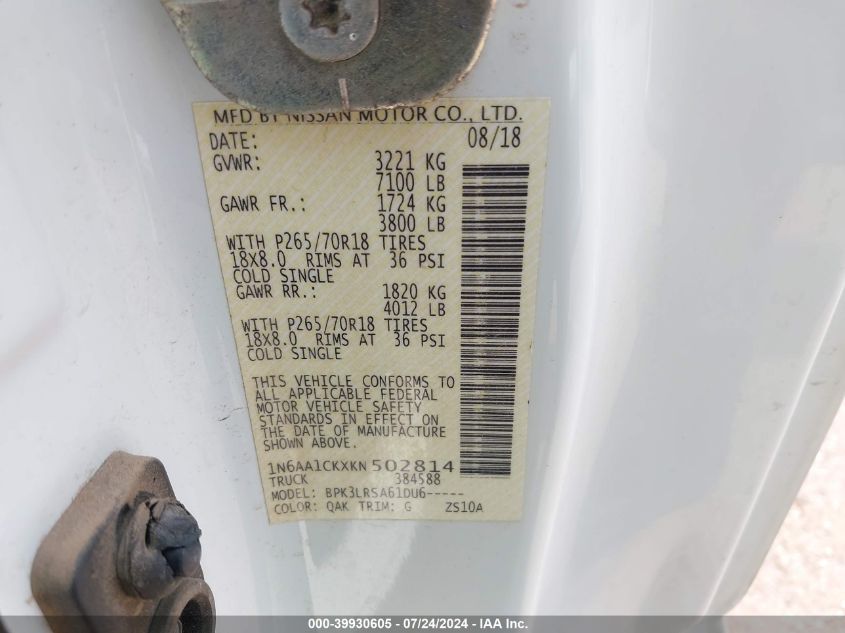 MFD BY NISSAN MOTOR CO., LTD.
DATE: 08/18
GVWR: 3221 KG
7100 LB
GAWR FR.: 1724 KG
3800 LB
WITH P265/70R18 TIRES
18X8.0 RIMS AT 36 PSI
COLD SINGLE
GAWR RR.: 1820 KG
4012 LB
WITH P265/70R18 TIRES
18X8.0 RIMS AT 36 PSI
COLD SINGLE
THIS VEHICLE CONFORMS TO
ALL APPLICABLE FEDERAL
MOTOR VEHICLE SAFETY
STANDARDS IN EFFECT ON
THE DATE OF MANUFACTURE
SHOWN ABOVE.
1N6AA1CKXKN502814
TRUCK 384588
MODEL: BPK3LRSA61DU6-----
COLOR: QAK TRIM: G ZS10A
000-39930605 - 07/24/2024 - IAA Inc.